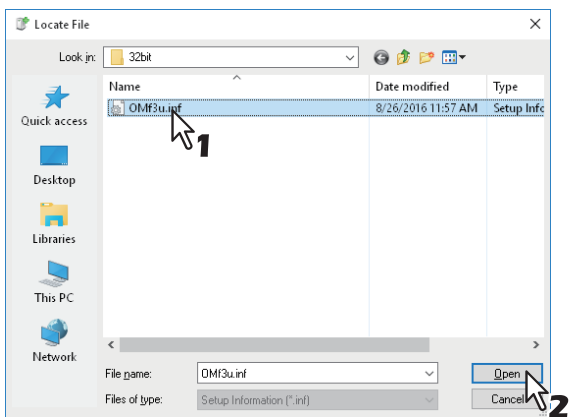 Locate File
Look in: 32bit
Name Date modified Type
OMf3u.inf 8/26/2016 11:57 AM Setup Info
1
Quick access
Desktop
Libraries
This PC
Network
File name: OMf3u.inf Open
Files of type: Setup Information (*.inf) Cancel
2